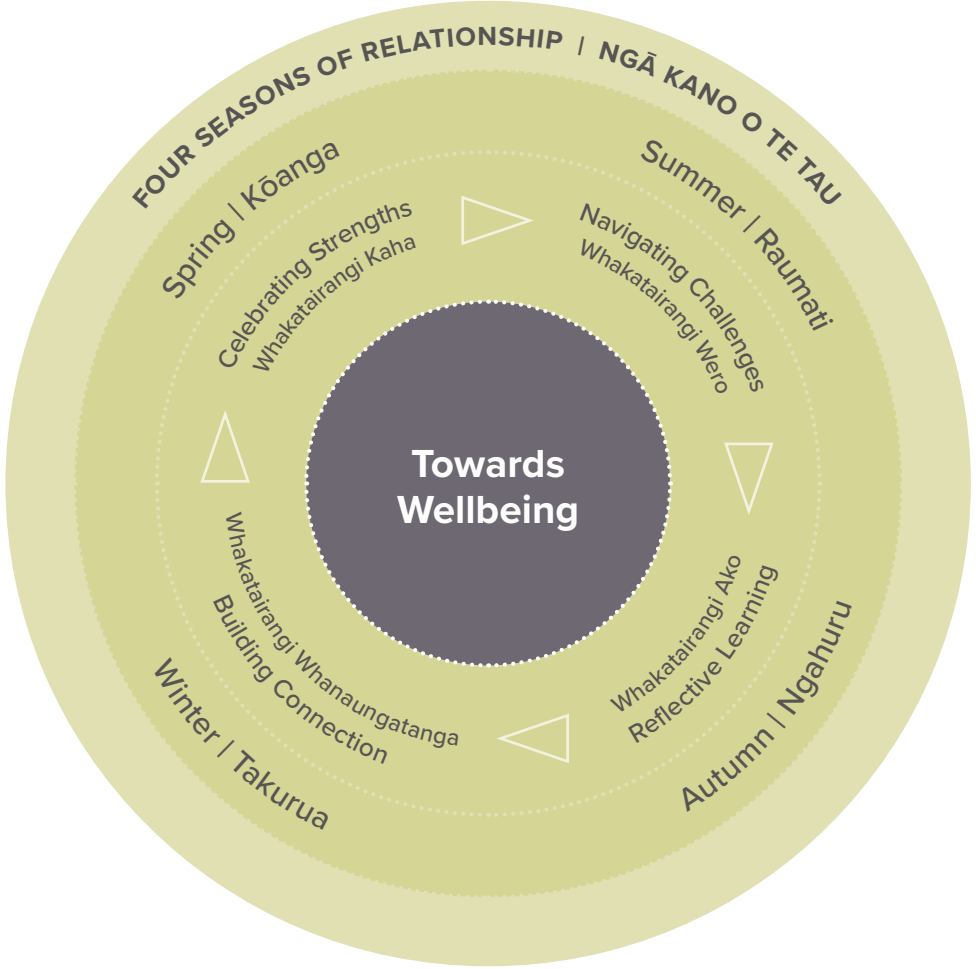 FOUR SEASONS OF RELATIONSHIP | NGĀ KANO O TE TAU
Spring | Kōanga
Celebrating Strengths
Whakatairangi Kaha
Summer | Raumati
Navigating Challenges
Whakatairangi Wero
Autumn | Ngahuru
Reflective Learning
Whakatairangi Ako
Winter | Takurua
Building Connection
Whakatairangi Whanaungatanga
Towards
Wellbeing